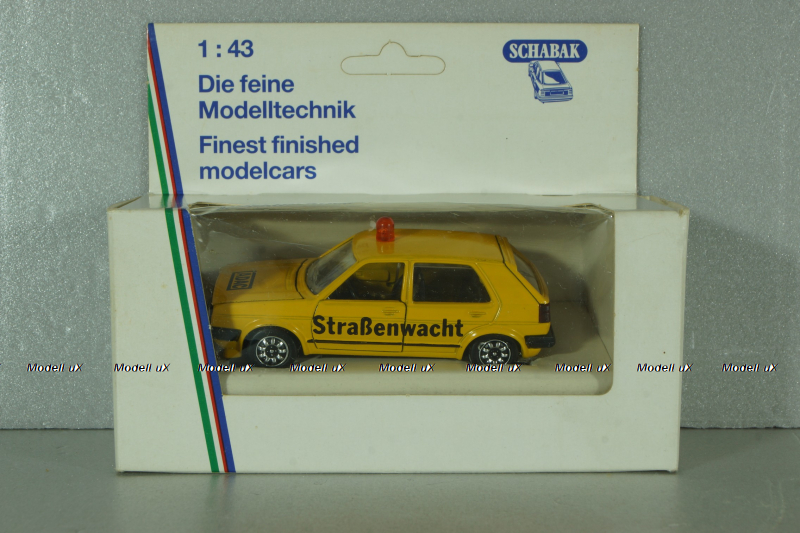 1 : 43
SCHABAK
Die feine
Modelltechnik
Finest finished
modelcars
ADAC
Straßenwacht
Modell uX Modell uX Modell uX Modell uX Modell uX Modell uX Modell uX Modell uX Modell uX